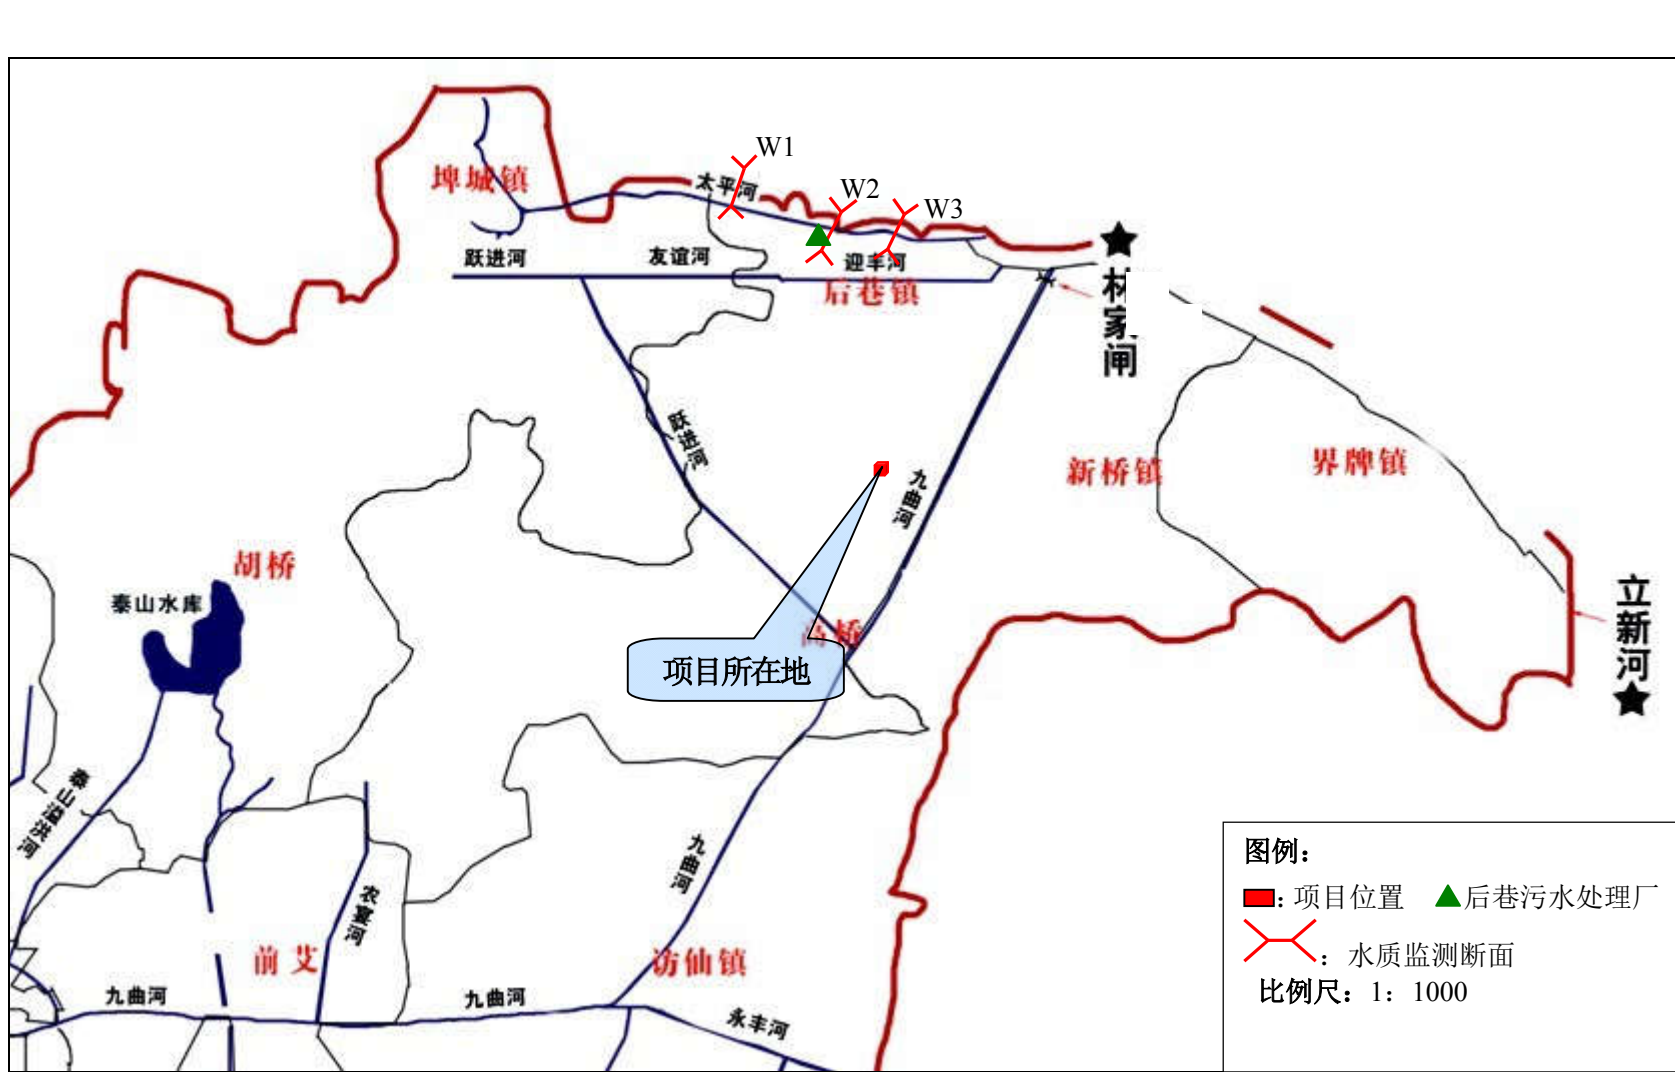 W1
埤城镇
太平河
W2
W3
跃进河
友谊河
迎丰河
后巷镇
林家闸
跃进河
九曲河
新桥镇
界牌镇
胡桥
泰山水库
高桥
项目所在地
立新河
泰山溢洪河
九曲河
农窦河
前艾
访仙镇
九曲河
九曲河
永丰河
图例：
：项目位置 后巷污水处理厂
：水质监测断面
比例尺：1：1000